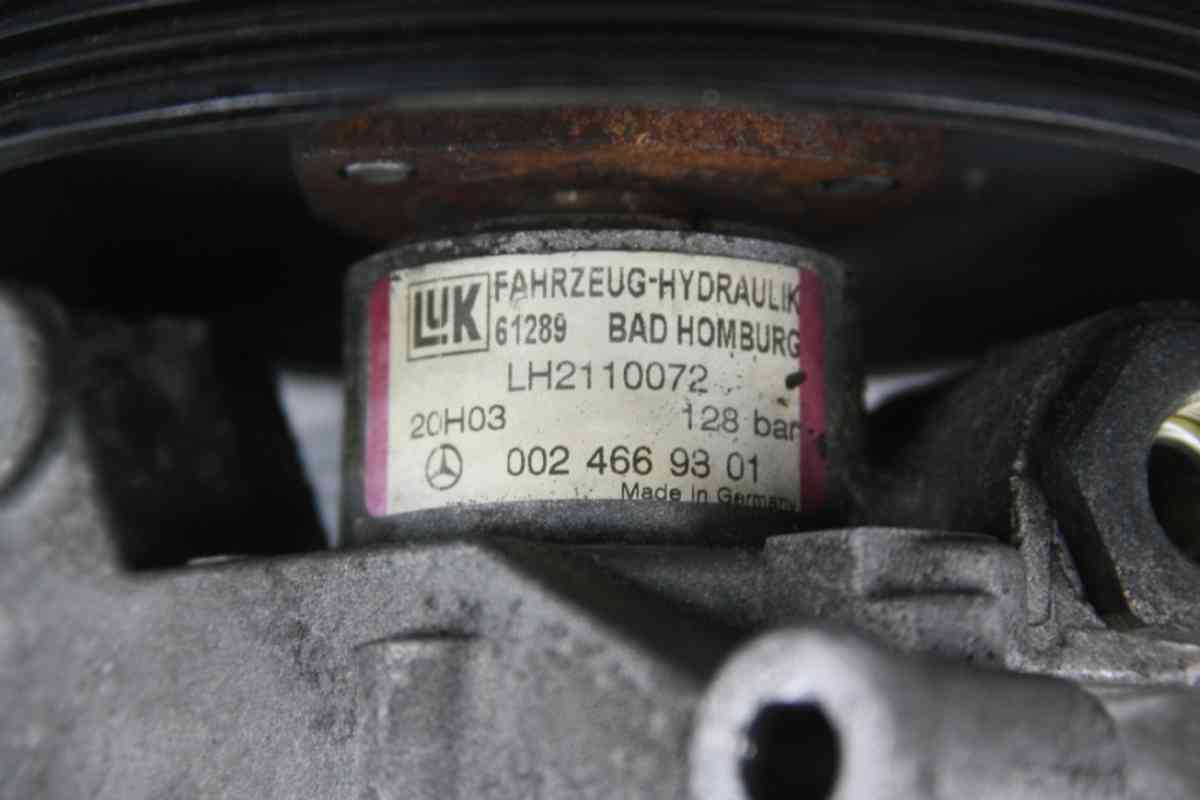 LUK FAHRZEUG-HYDRAULIK
61289 BAD HOMBURG
LH2110072
20H03 128 bar
002 466 93 01
Made in Germany